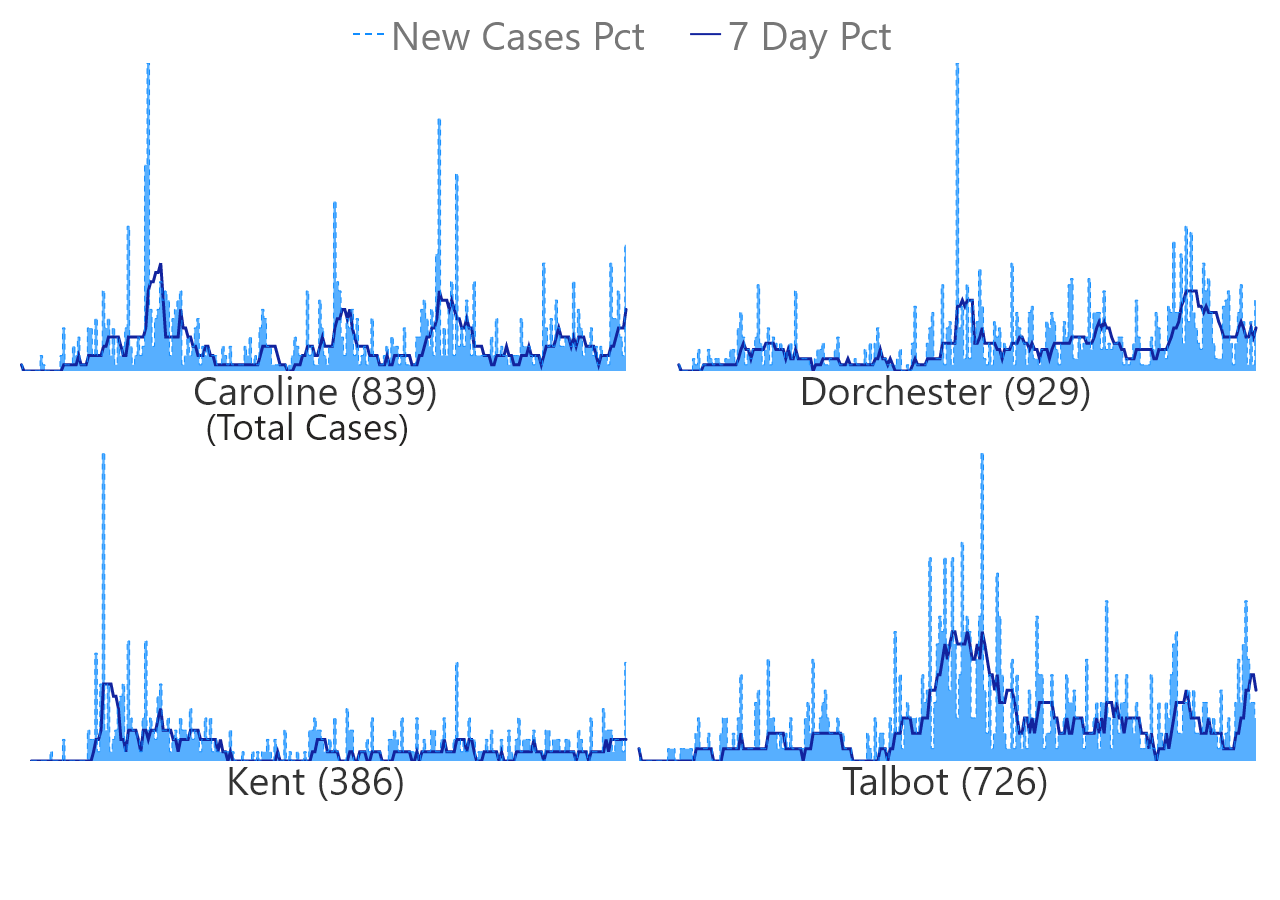 New Cases Pct 7 Day Pct
Caroline (839)
(Total Cases)
Dorchester (929)
Kent (386)
Talbot (726)